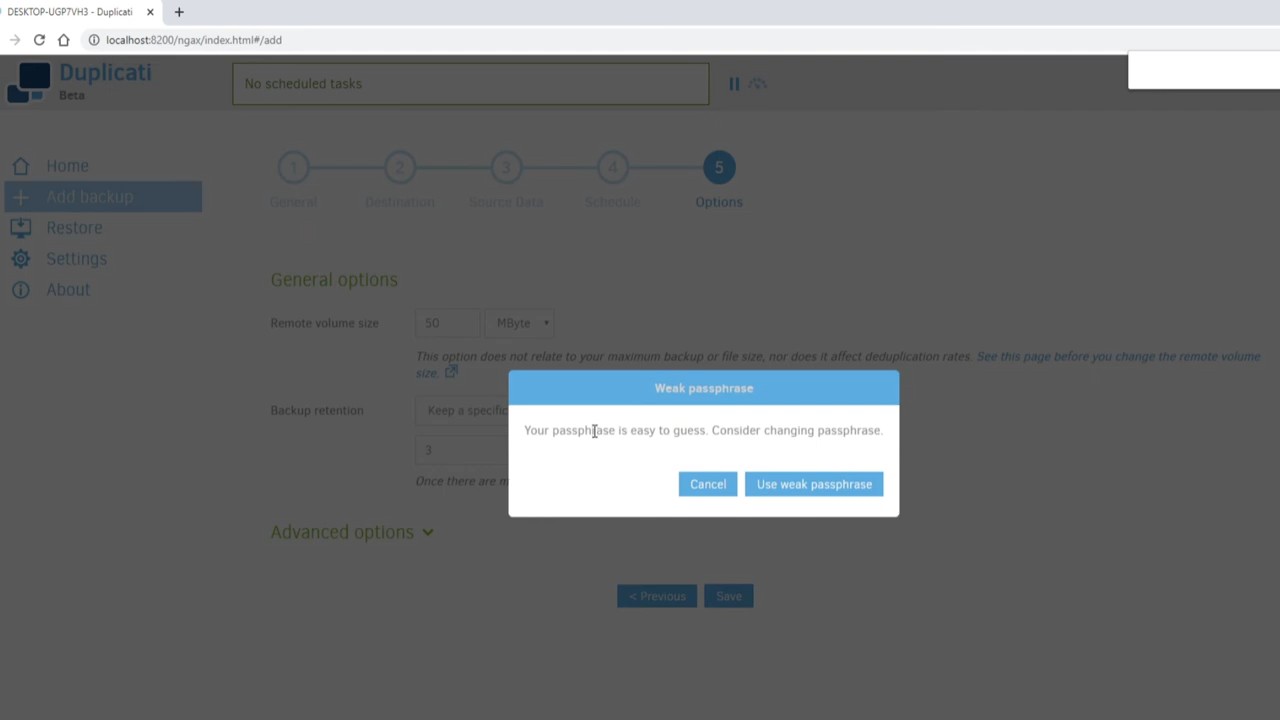 DESKTOP-UGP7VH3 - Duplicati
localhost:8200/ngax/index.html#/add
Duplicati
Beta
No scheduled tasks
Home
Add backup
Restore
Settings
About
1
2
3
4
5
General
Destination
Source Data
Schedule
Options
General options
Remote volume size
50
MByte
This option does not relate to your maximum backup or file size, nor does it affect deduplication rates. See this page before you change the remote volume
size.
Weak passphrase
Backup retention
Keep a specific
Your passphrase is easy to guess. Consider changing passphrase.
3
Once there are m
Cancel
Use weak passphrase
Advanced options
< Previous
Save